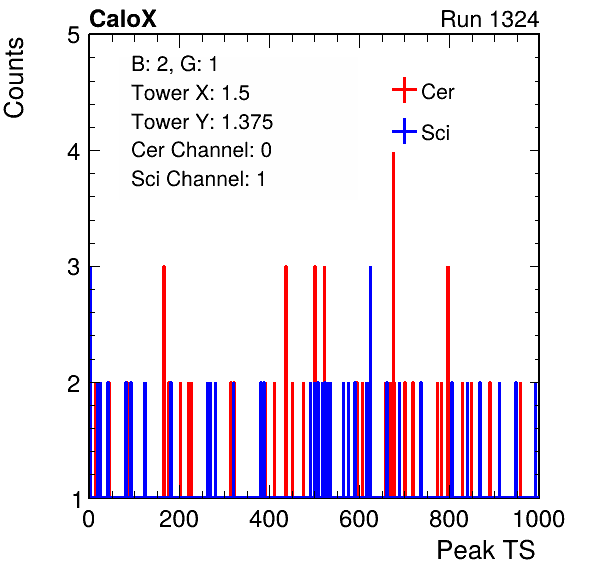 CaloX Run 1324
Counts
B: 2, G: 1
Tower X: 1.5
Tower Y: 1.375
Cer Channel: 0
Sci Channel: 1
Cer
Sci
5
4
3
2
1
0 200 400 600 800 1000
Peak TS